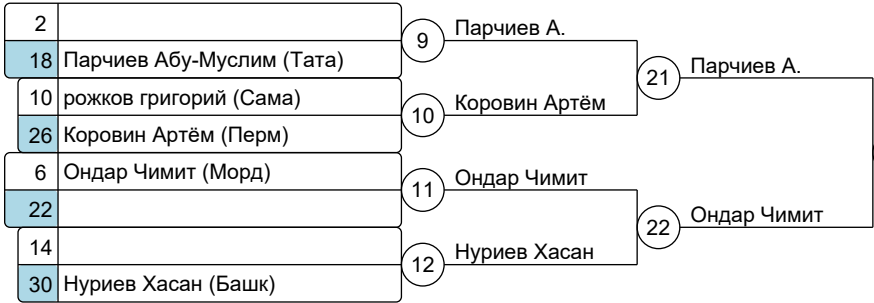 2
9
Парчиев А.
18 Парчиев Абу-Муслим (Тата)
21
Парчиев А.
10 рожков григорий (Сама)
10
Коровин Артём
26 Коровин Артём (Перм)
6 Ондар Чимит (Морд)
11
Ондар Чимит
22
22
Ондар Чимит
14
12
Нуриев Хасан
30 Нуриев Хасан (Башк)